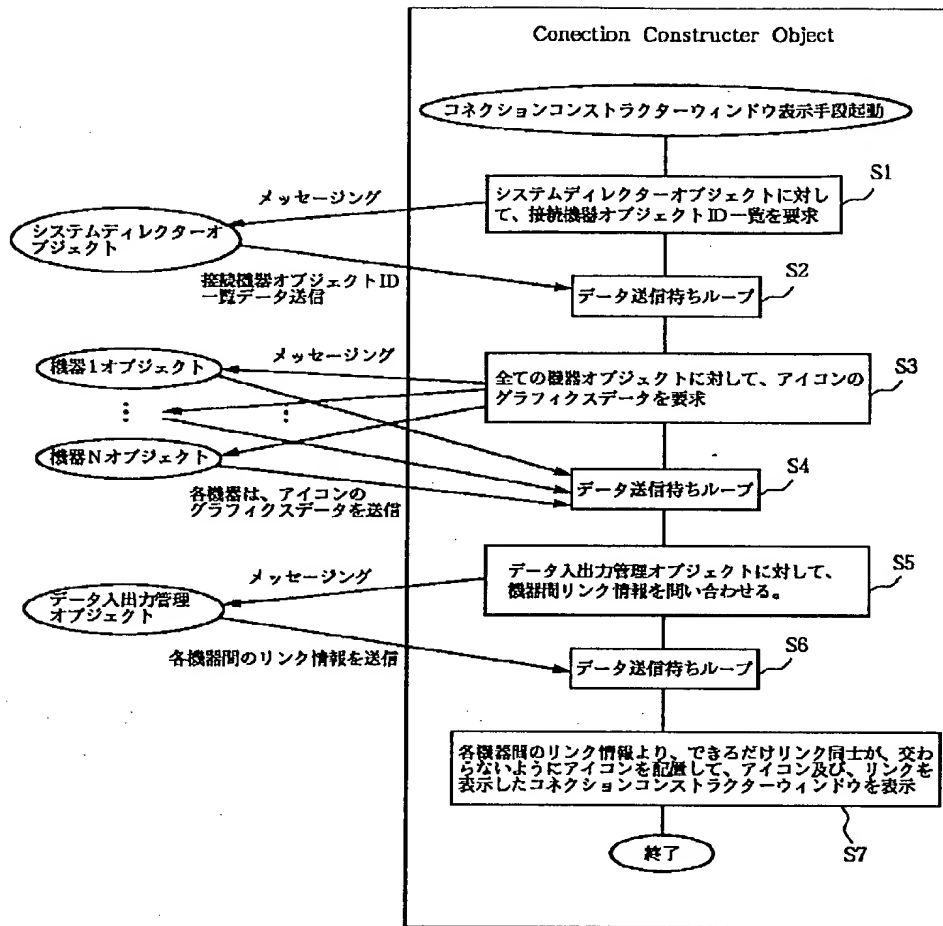 Conection Constructer Object
コネクションコンストラクターウィンドウ表示手段起動
S1
メッセージング
システムディレクターオブジェクトに対し
て、接続機器オブジェクトID一覧を要求
システムディレクターオ
ブジェクト
接続機器オブジェクトID
一覧データ送信
S2
データ送信待ちループ
機器1オブジェクト
メッセージング
S3
全ての機器オブジェクトに対して、アイコンの
グラフィクスデータを要求
機器Nオブジェクト
S4
データ送信待ちループ
各機器は、アイコンの
グラフィクスデータを送信
メッセージング
S5
データ入出力管理オブジェクトに対して、
機器間リンク情報を問い合わせる。
データ入出力管理
オブジェクト
各機器間のリンク情報を送信
S6
データ送信待ちループ
各機器間のリンク情報より、できるだけリンク同士が、交わ
らないようにアイコンを配置して、アイコン及び、リンクを
表示したコネクションコンストラクターウィンドウを表示
S7
終了